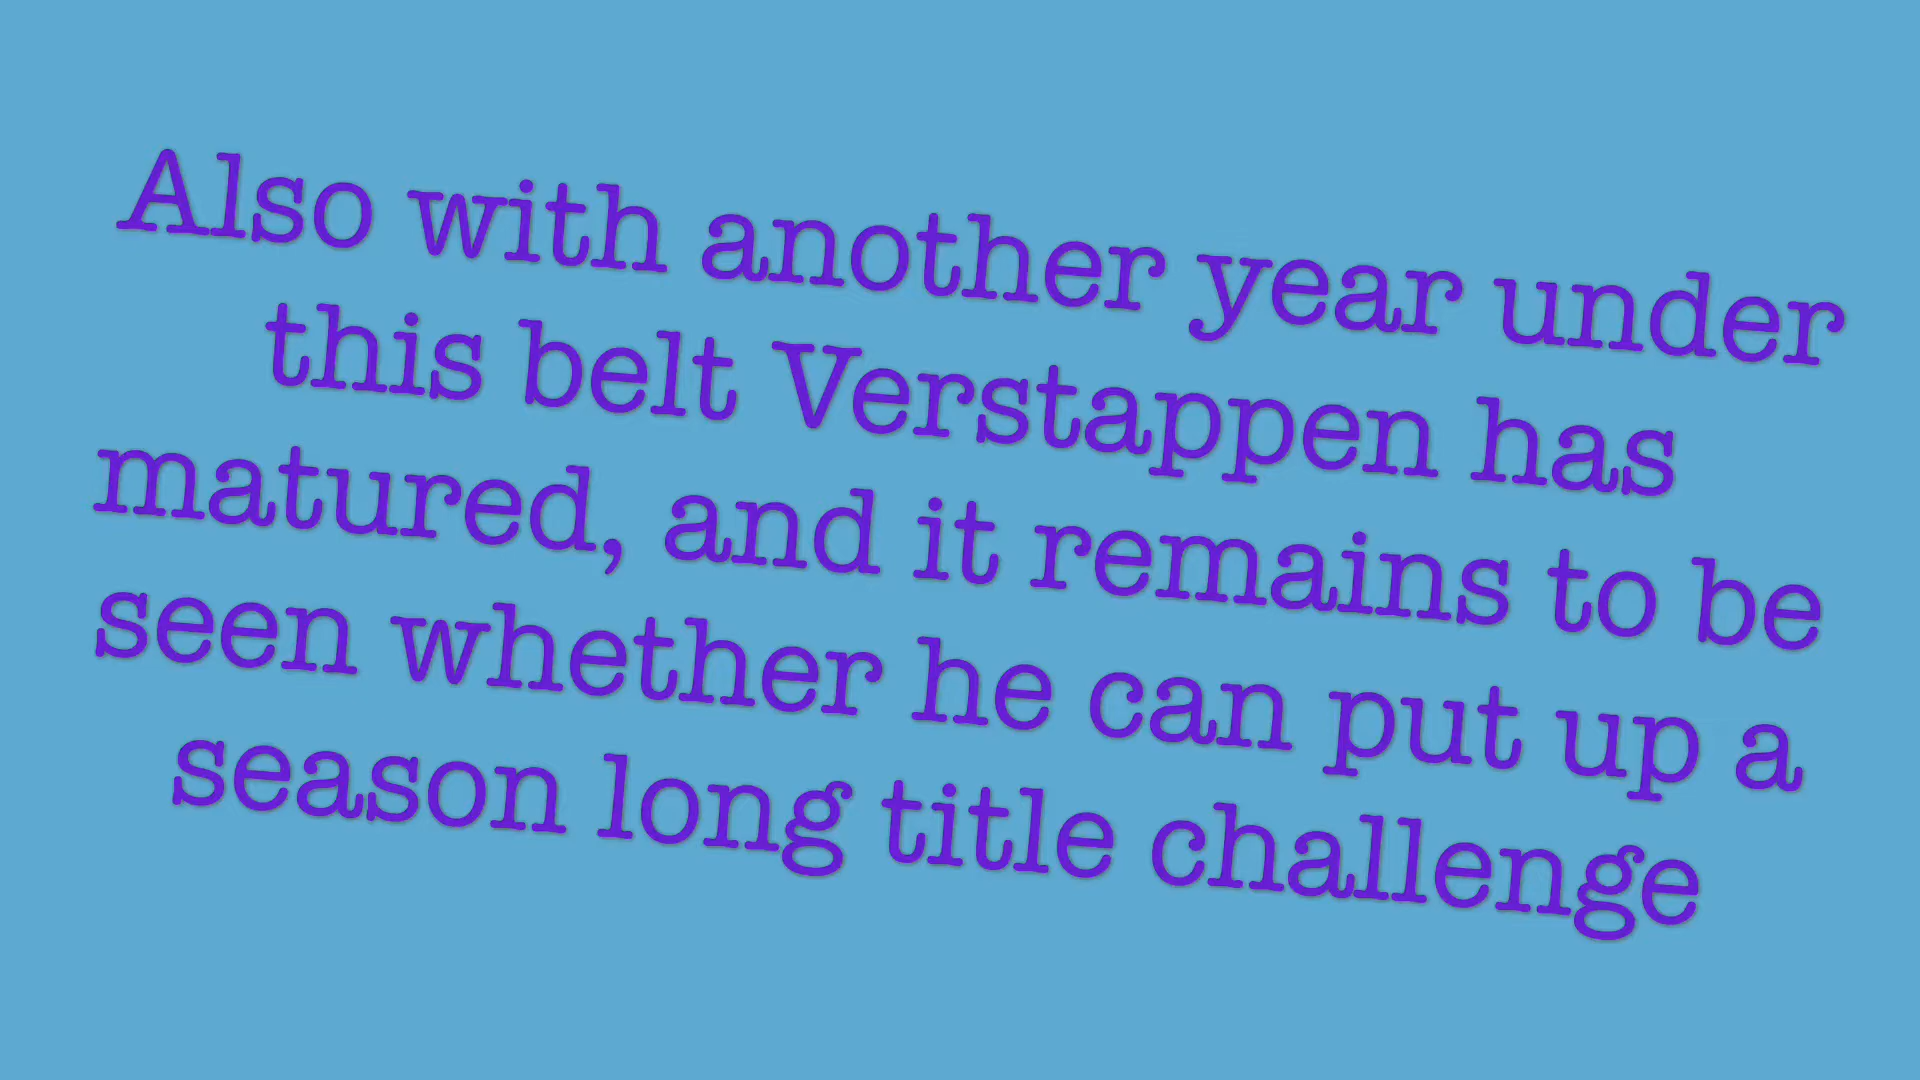 Also with another year under
this belt Verstappen has
matured, and it remains to be
seen whether he can put up a
season long title challenge